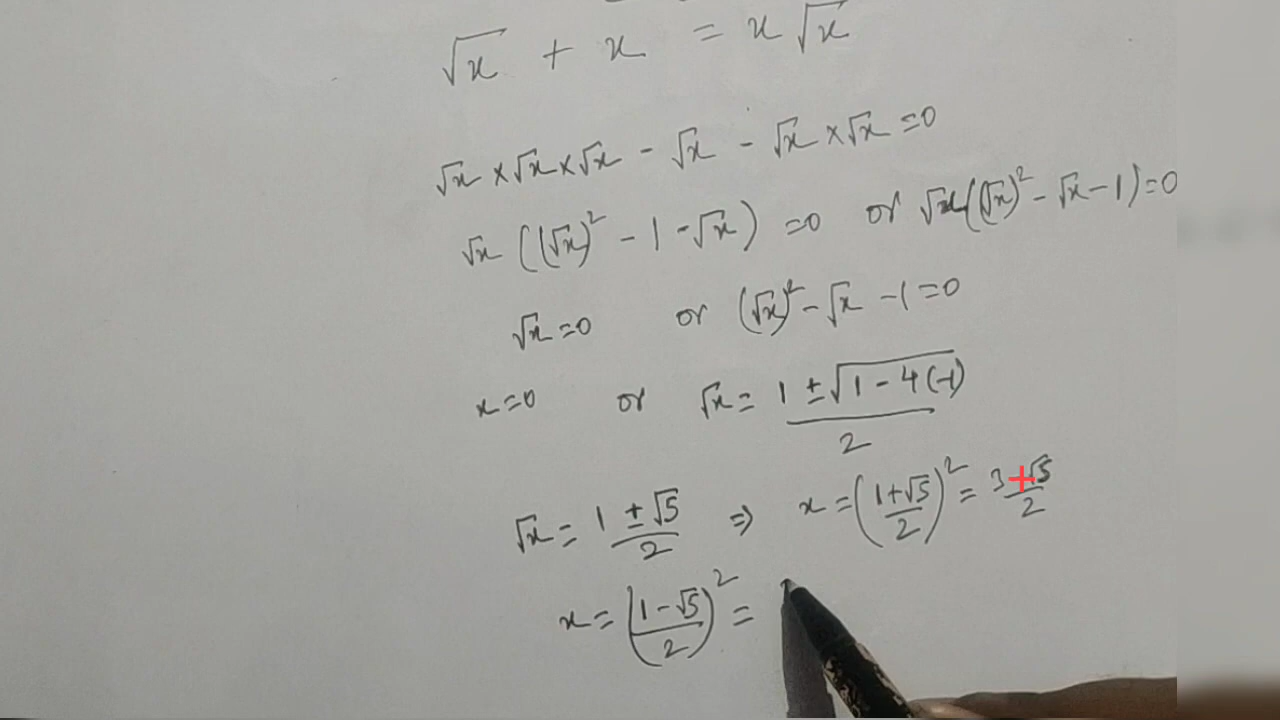 √x + x = x√x
√x × √x × √x - √x - √x × √x = 0
√x ((√x)² - 1 - √x) = 0 or √x((√x)² - √x - 1) = 0
√x = 0 or (√x)² - √x - 1 = 0
x = 0 or √x = (1 ± √(1 - 4(-1)))/2
√x = (1 ± √5)/2 ⇒ x = ((1+√5)/2)² = (3+√5)/2
x = ((1-√5)/2)² =